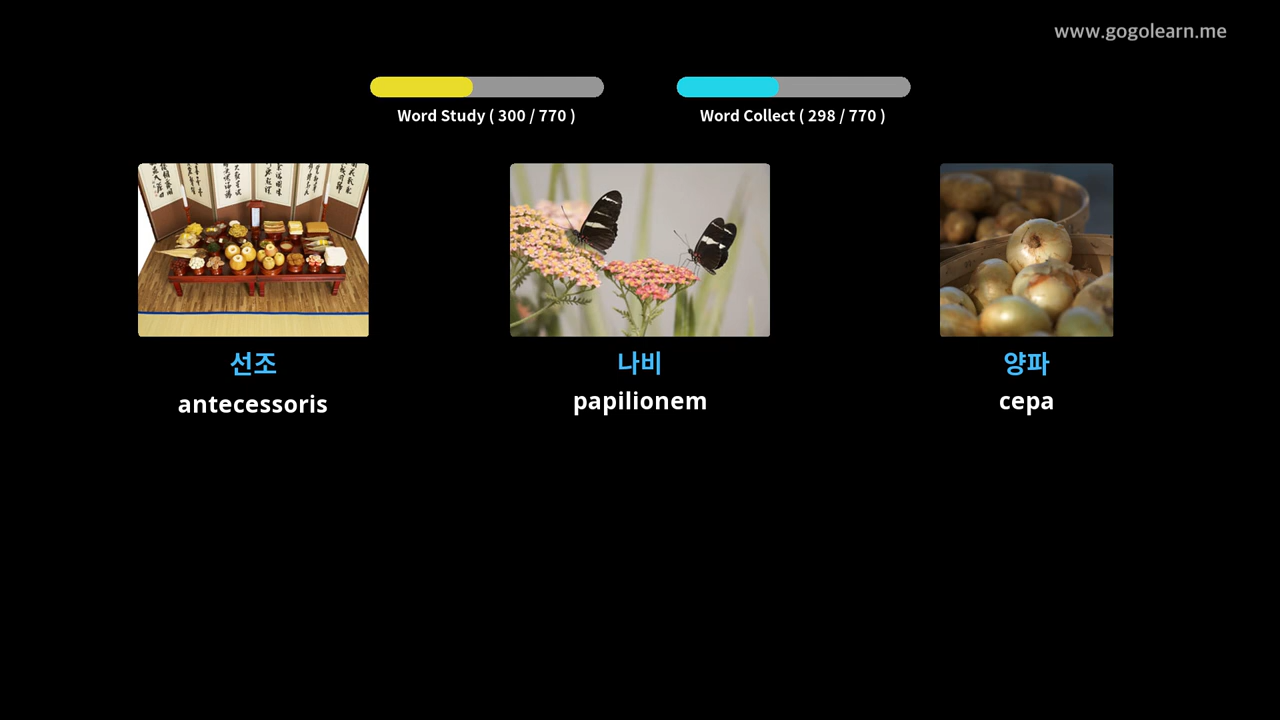 www.gogolearn.me
Word Study ( 300 / 770 )
Word Collect ( 298 / 770 )
선조
나비
양파
antecessoris
papilionem
cepa